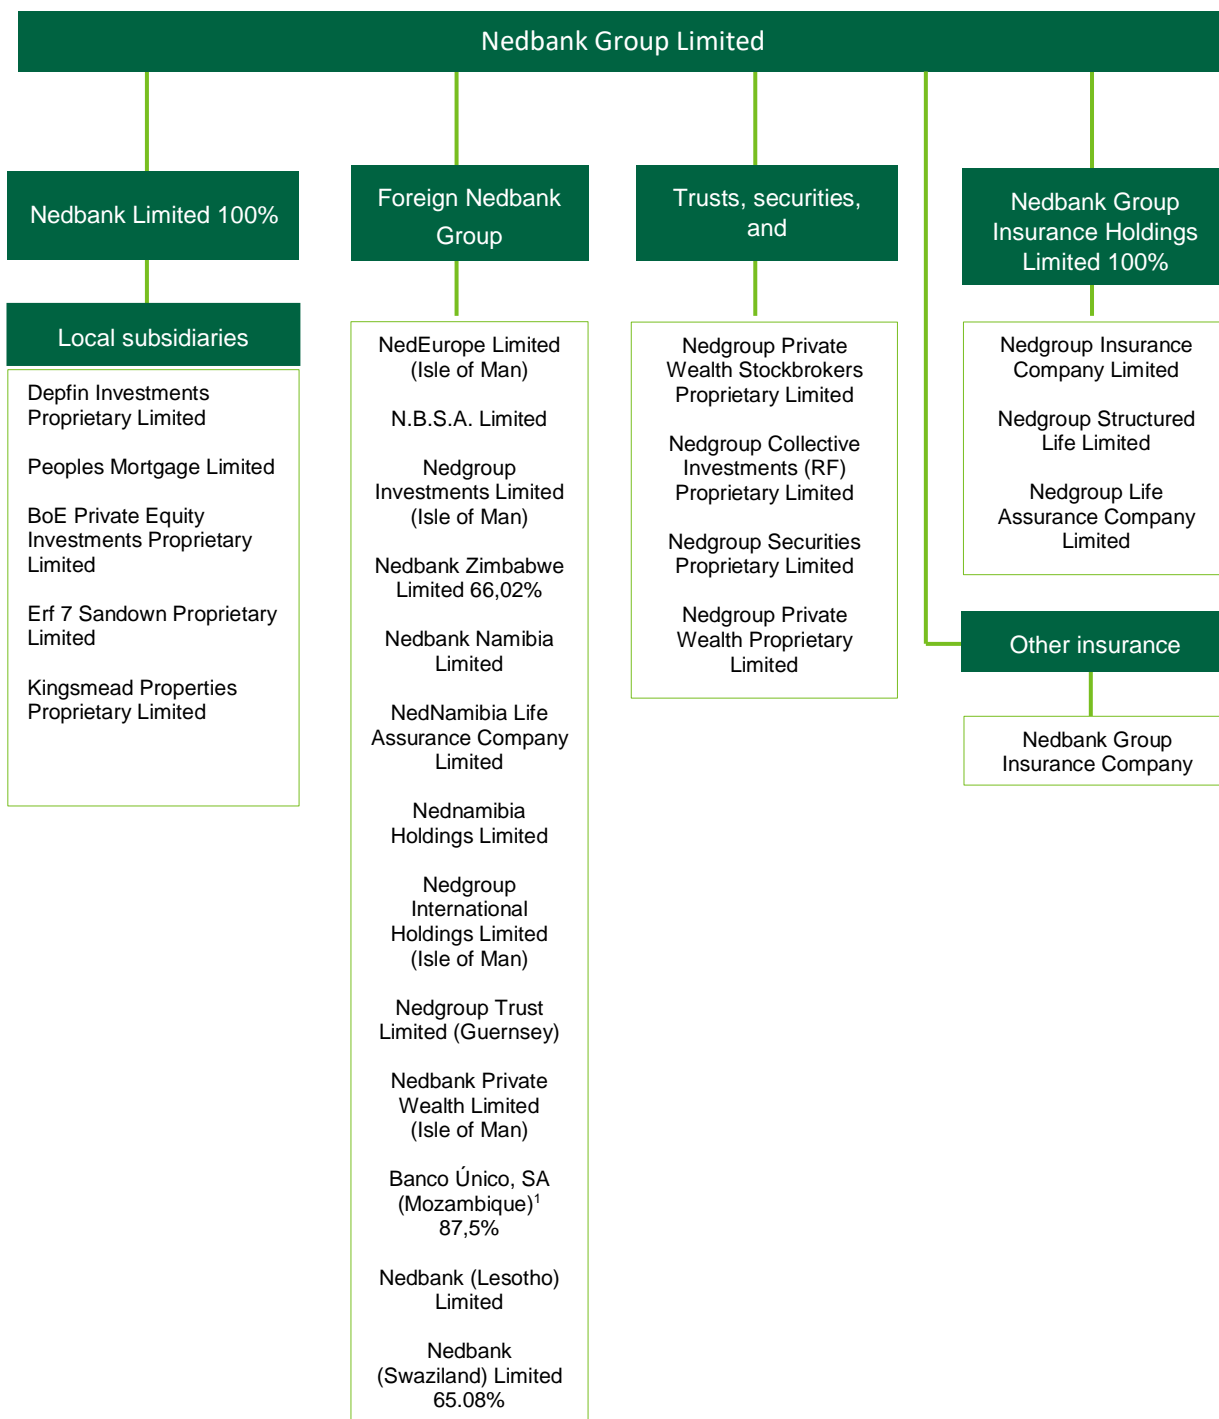 Nedbank Group Limited
Nedbank Limited 100%
Local subsidiaries
Depfin Investments
Proprietary Limited
Peoples Mortgage Limited
BoE Private Equity
Investments Proprietary
Limited
Erf 7 Sandown Proprietary
Limited
Kingsmead Properties
Proprietary Limited
Foreign Nedbank
Group
NedEurope Limited
(Isle of Man)
N.B.S.A. Limited
Nedgroup
Investments Limited
(Isle of Man)
Nedbank Zimbabwe
Limited 66,02%
Nedbank Namibia
Limited
NedNamibia Life
Assurance Company
Limited
Nednamibia
Holdings Limited
Nedgroup
International
Holdings Limited
(Isle of Man)
Nedgroup Trust
Limited (Guernsey)
Nedbank Private
Wealth Limited
(Isle of Man)
Banco Único, SA
(Mozambique)¹
87,5%
Nedbank (Lesotho)
Limited
Nedbank
(Swaziland) Limited
65.08%
Trusts, securities,
and
Nedgroup Private
Wealth Stockbrokers
Proprietary Limited
Nedgroup Collective
Investments (RF)
Proprietary Limited
Nedgroup Securities
Proprietary Limited
Nedgroup Private
Wealth Proprietary
Limited
Nedbank Group
Insurance Holdings
Limited 100%
Nedgroup Insurance
Company Limited
Nedgroup Structured
Life Limited
Nedgroup Life
Assurance Company
Limited
Other insurance
Nedbank Group
Insurance Company